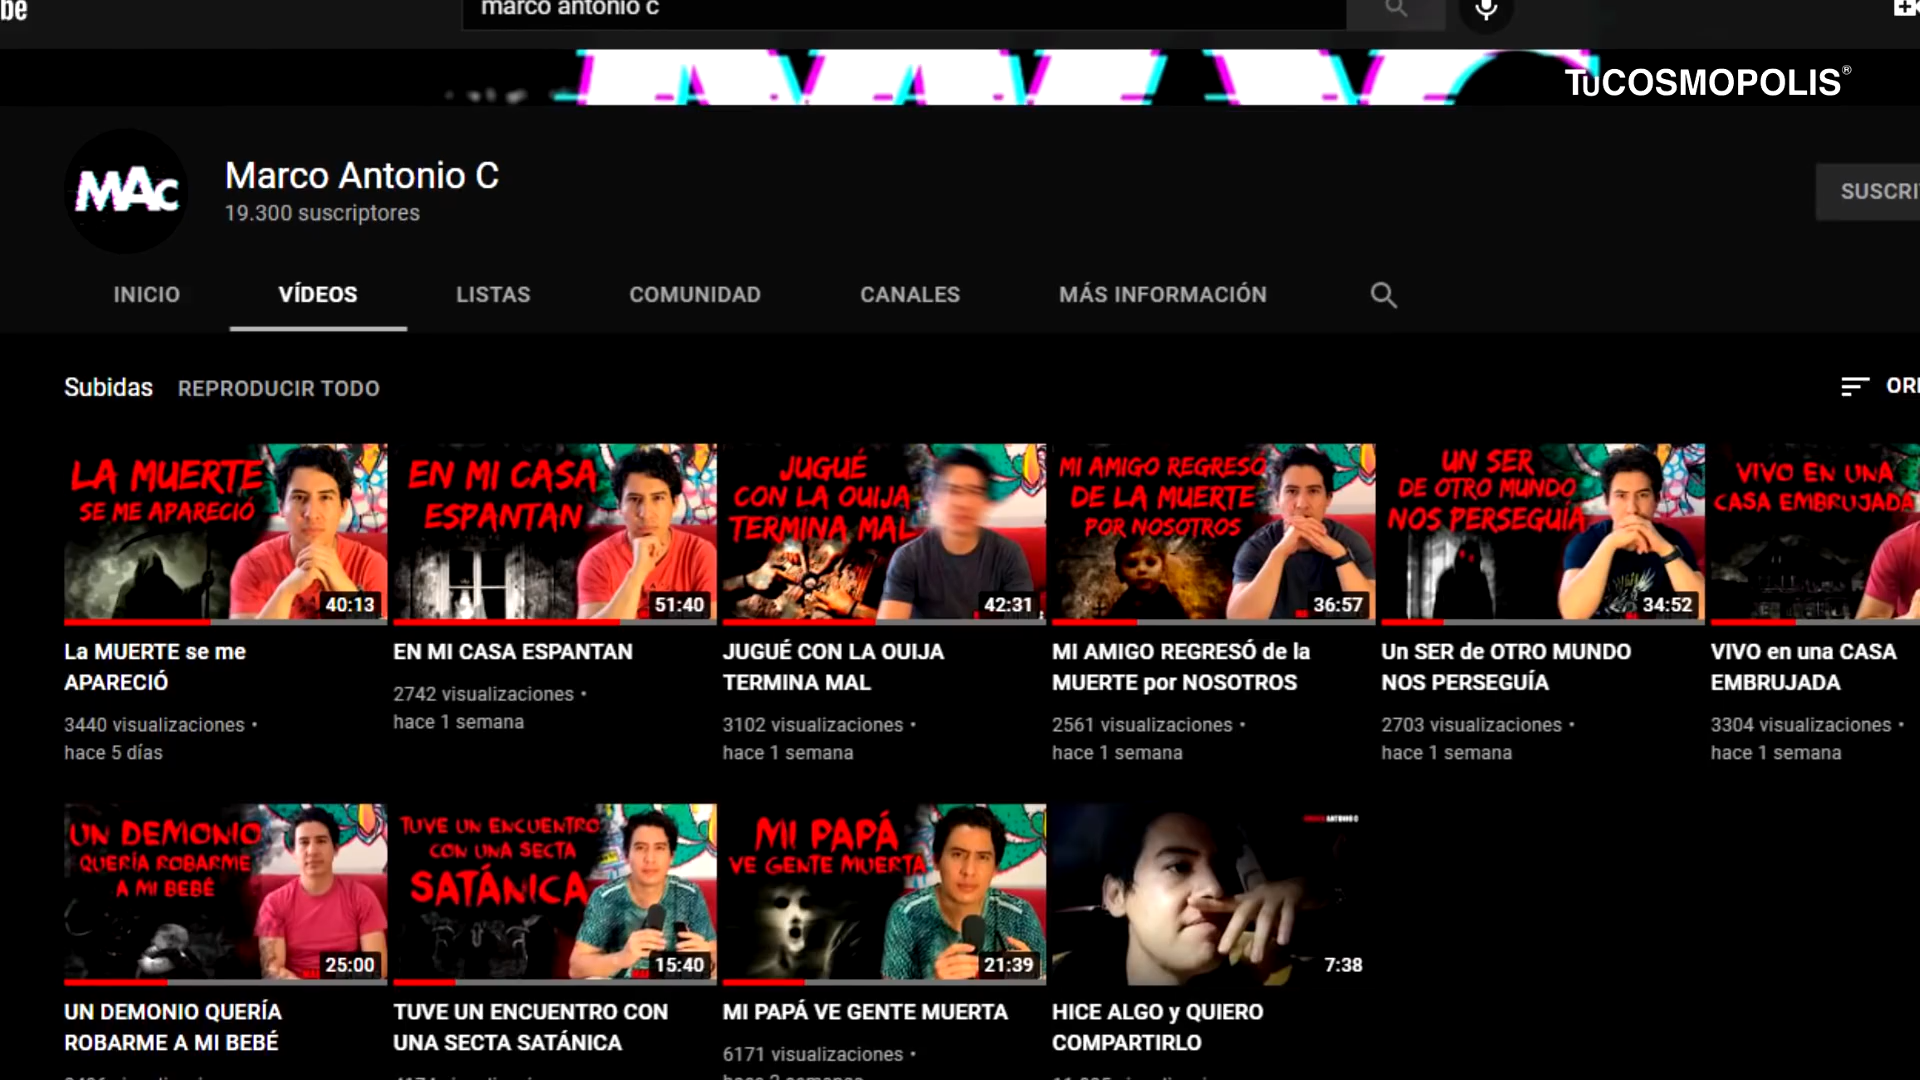 be
marco antonio c
TuCOSMOPOLIS®
MAc
Marco Antonio C
19.300 suscriptores
INICIO
VÍDEOS
LISTAS
COMUNIDAD
CANALES
MÁS INFORMACIÓN
Subidas
REPRODUCIR TODO
LA MUERTE
SE ME APARECIÓ
40:13
EN MI CASA
ESPANTAN
51:40
JUGUÉ
CON LA OUIJA
TERMINA MAL
42:31
MI AMIGO REGRESO
DE LA MUERTE
POR NOSOTROS
36:57
UN SER
DE OTRO MUNDO
NOS PERSEGUÍA
34:52
VIVO EN UNA
CASA EMBRUJADA
La MUERTE se me
APARECIÓ
3440 visualizaciones •
hace 5 días
EN MI CASA ESPANTAN
2742 visualizaciones •
hace 1 semana
JUGUÉ CON LA OUIJA
TERMINA MAL
3102 visualizaciones •
hace 1 semana
MI AMIGO REGRESÓ de la
MUERTE por NOSOTROS
2561 visualizaciones •
hace 1 semana
Un SER de OTRO MUNDO
NOS PERSEGUÍA
2703 visualizaciones •
hace 1 semana
VIVO en una CASA
EMBRUJADA
3304 visualizaciones •
hace 1 semana
UN DEMONIO
QUERÍA ROBARME
A MI BEBÉ
25:00
TUVE UN ENCUENTRO
CON UNA SECTA
SATÁNICA
15:40
MI PAPÁ
VE GENTE MUERTA
21:39
ANTONIO C
7:38
UN DEMONIO QUERÍA
ROBARME A MI BEBÉ
TUVE UN ENCUENTRO CON
UNA SECTA SATÁNICA
MI PAPÁ VE GENTE MUERTA
6171 visualizaciones •
HICE ALGO y QUIERO
COMPARTIRLO